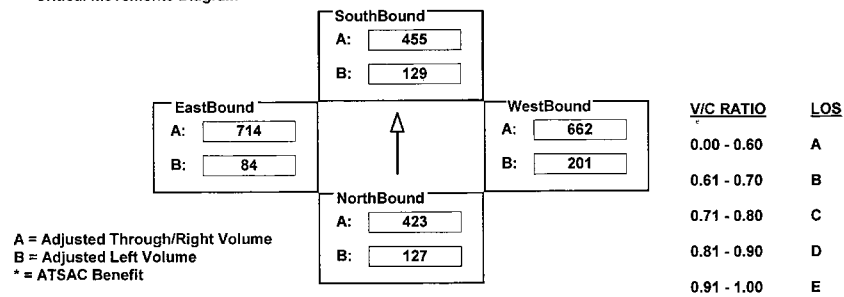 SouthBound
A: 455
B: 129
EastBound
A: 714
B: 84
WestBound
A: 662
B: 201
NorthBound
A: 423
B: 127
A = Adjusted Through/Right Volume
B = Adjusted Left Volume
* = ATSAC Benefit
V/C RATIO LOS
0.00 - 0.60 A
0.61 - 0.70 B
0.71 - 0.80 C
0.81 - 0.90 D
0.91 - 1.00 E